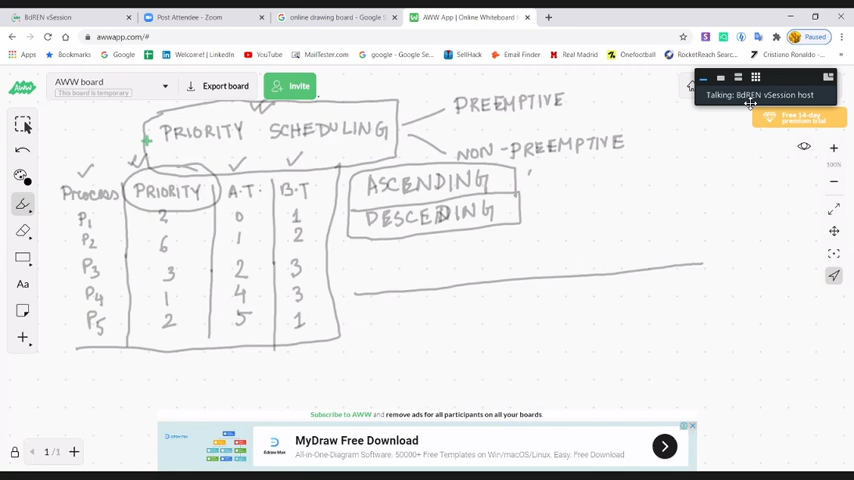 BdREN vSession
Post Attendee - Zoom
online drawing board - Google S
AWW App | Online Whiteboard f
awwapp.com/#
Paused
Apps
Bookmarks
Google
Welcome! | LinkedIn
YouTube
MailTester.com
google - Google Se...
SellHack
Email Finder
Real Madrid
Onefootball
RocketReach Searc...
Cristiano Ronaldo...
AWW board
This board is temporary
Export board
Invite
Talking: BdREN vSession host
Free 14-day
premium trial
PRIORITY SCHEDULING
PREEMPTIVE
NON-PREEMPTIVE
Process PRIORITY A.T. B.T
P1 2 0 1
P2 6 1 2
P3 3 2 3
P4 1 4 3
P5 2 5 1
ASCENDING
DESCEDING
100%
Aa
Subscribe to AWW and remove ads for all participants on all your boards.
MyDraw Free Download
All-in-One-Diagram Software. 50000+ Free Templates on Win/macOS/Linux. Easy. Free Download
1/1